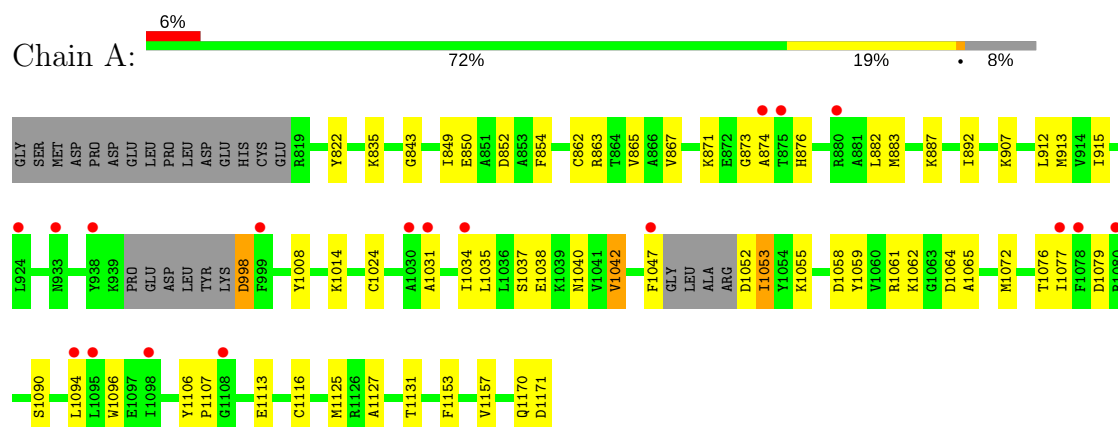 6%
Chain A:
72% 19% • 8%
GLY SER MET ASP PRO ASP GLU LEU PRO LEU ASP GLU HIS CYS GLU R819 Y822 K835 G843 I849 E850 A851 D852 A853 F854 C862 R863 T864 V865 A866 V867 K871 E872 G873 A874 T875 H876 R880 A881 L882 M883 K887 I892 K907 L912 M913 V914 I915
L924 N933 Y938 K939 PRO GLU ASP LEU TYR LYS D998 F999 Y1008 K1014 C1024 A1030 A1031 I1034 L1035 L1036 S1037 E1038 K1039 N1040 V1041 V1042 F1047 GLY LEU ALA ARG D1052 I1053 Y1054 K1055 D1058 Y1059 V1060 R1061 K1062 G1063 D1064 A1065 M1072 T1076 I1077 F1078 D1079
S1090 L1094 L1095 W1096 E1097 I1098 Y1106 P1107 G1108 E1113 C1116 M1125 R1126 A1127 T1131 F1153 V1157 Q1170 D1171